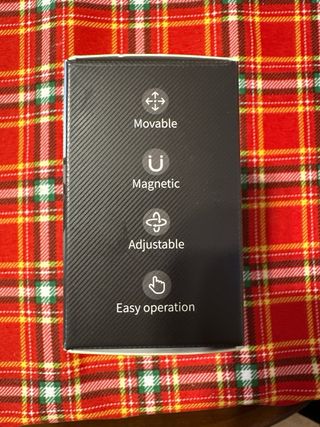 Movable
Magnetic
Adjustable
Easy operation